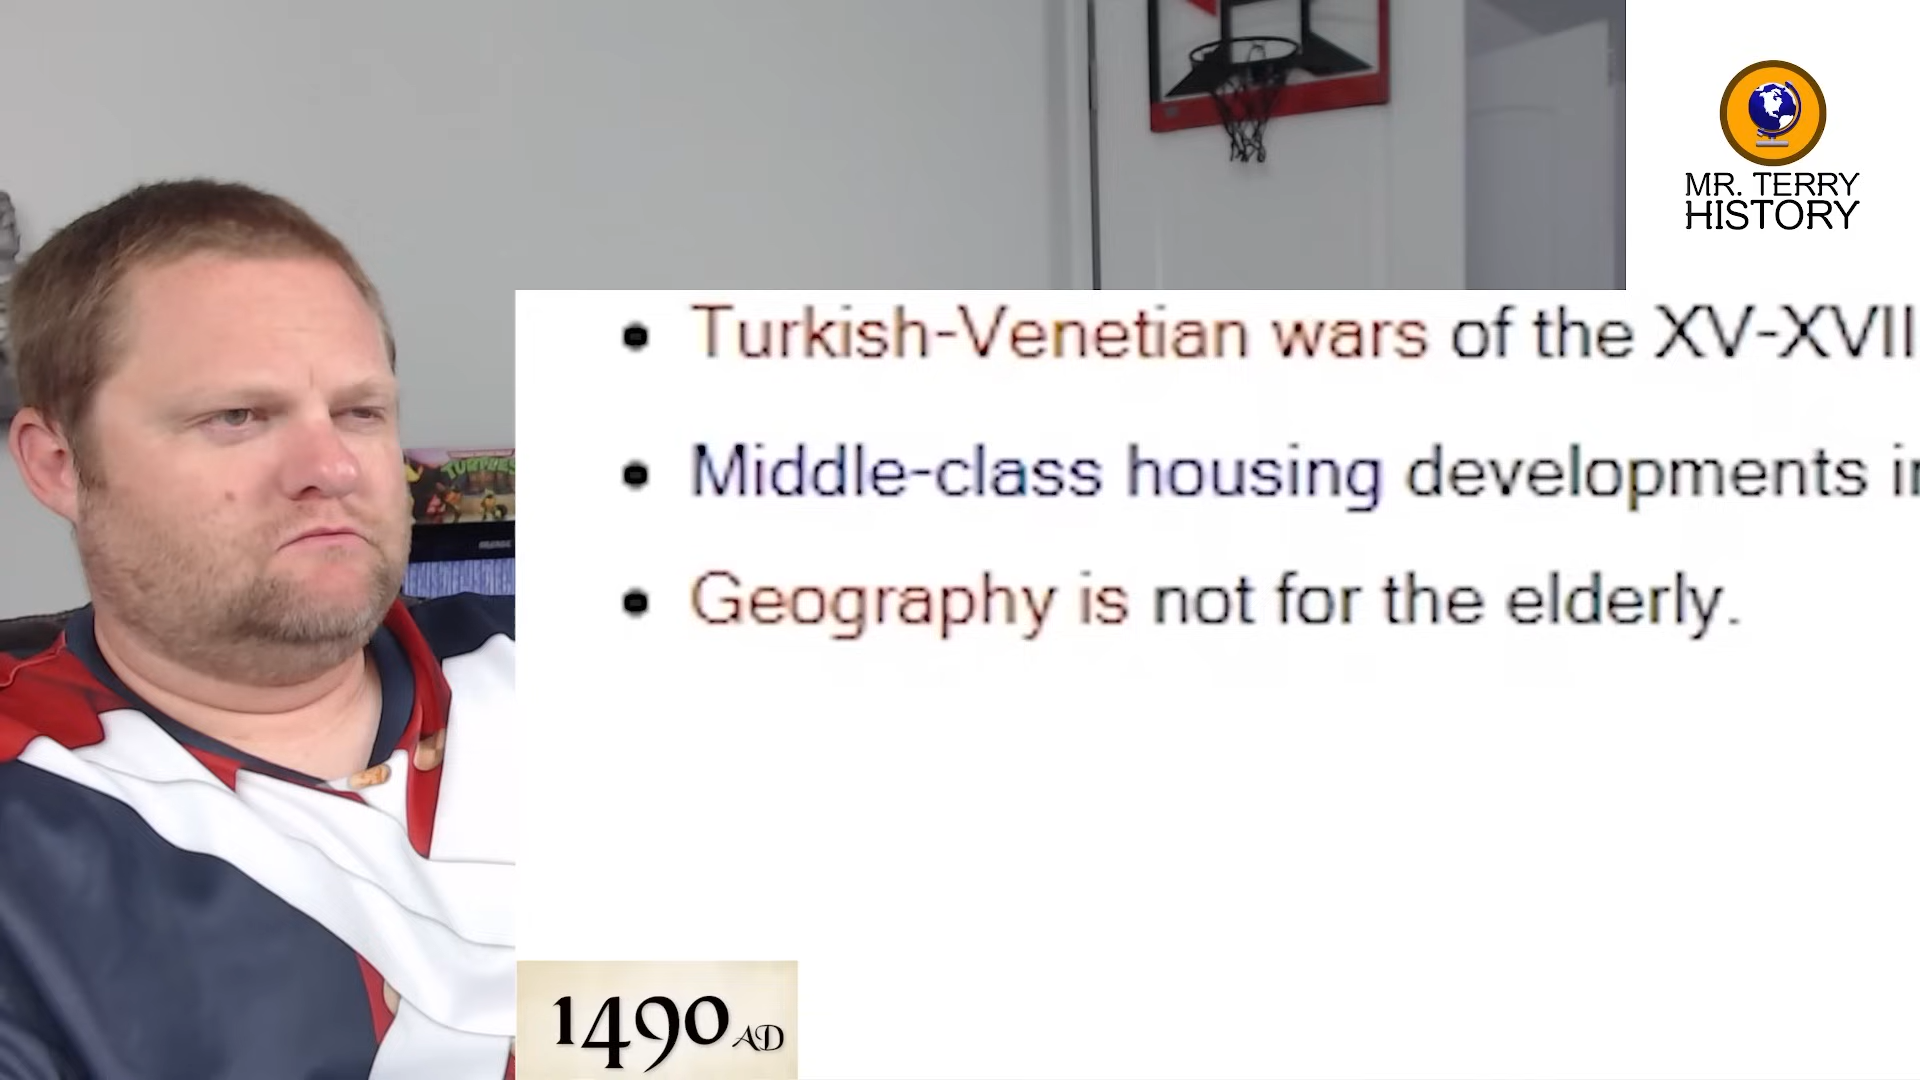 MR. TERRY
HISTORY
TURTLES
• Turkish-Venetian wars of the XV-XVII
• Middle-class housing developments
• Geography is not for the elderly.
1490 AD